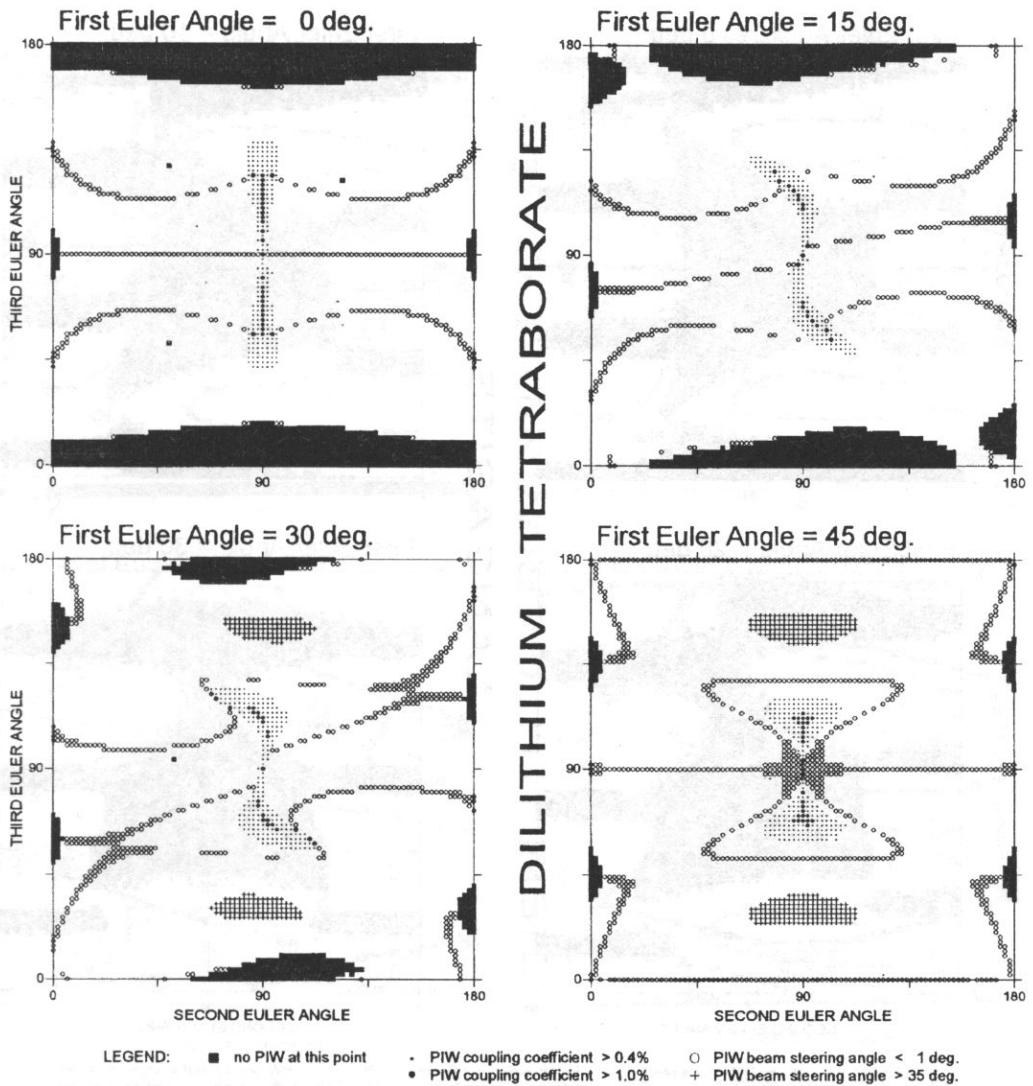 First Euler Angle = 0 deg.
180
90
0
THIRD EULER ANGLE
0
90
180
First Euler Angle = 15 deg.
180
90
0
0
90
180
DILITHIUM TETRABORATE
First Euler Angle = 30 deg.
180
90
0
THIRD EULER ANGLE
0
90
180
SECOND EULER ANGLE
First Euler Angle = 45 deg.
180
90
0
0
90
180
SECOND EULER ANGLE
LEGEND: ■ no PIW at this point · PIW coupling coefficient > 0.4% ○ PIW beam steering angle < 1 deg.
• PIW coupling coefficient > 1.0% + PIW beam steering angle > 35 deg.